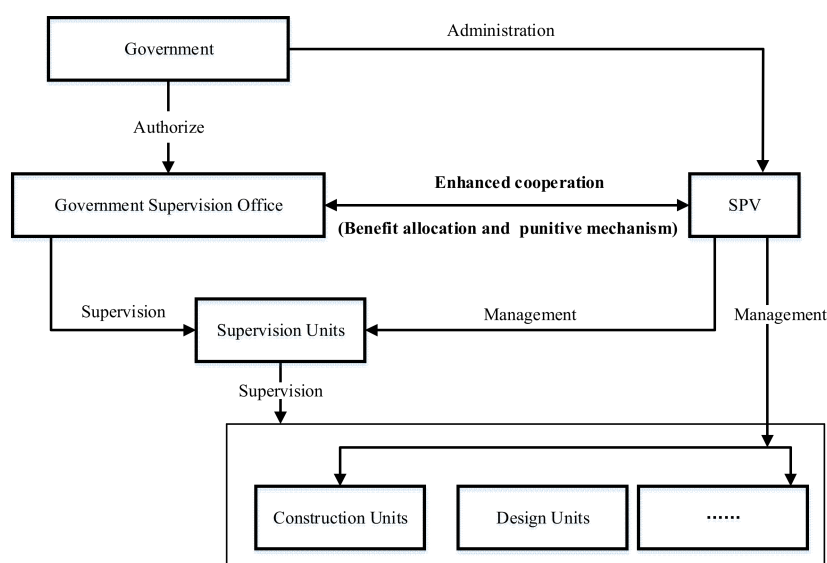 Administration
Government
Authorize
Enhanced cooperation
Government Supervision Office
SPV
(Benefit allocation and punitive mechanism)
Supervision
Management
Management
Supervision Units
Supervision
Construction Units
Design Units
······